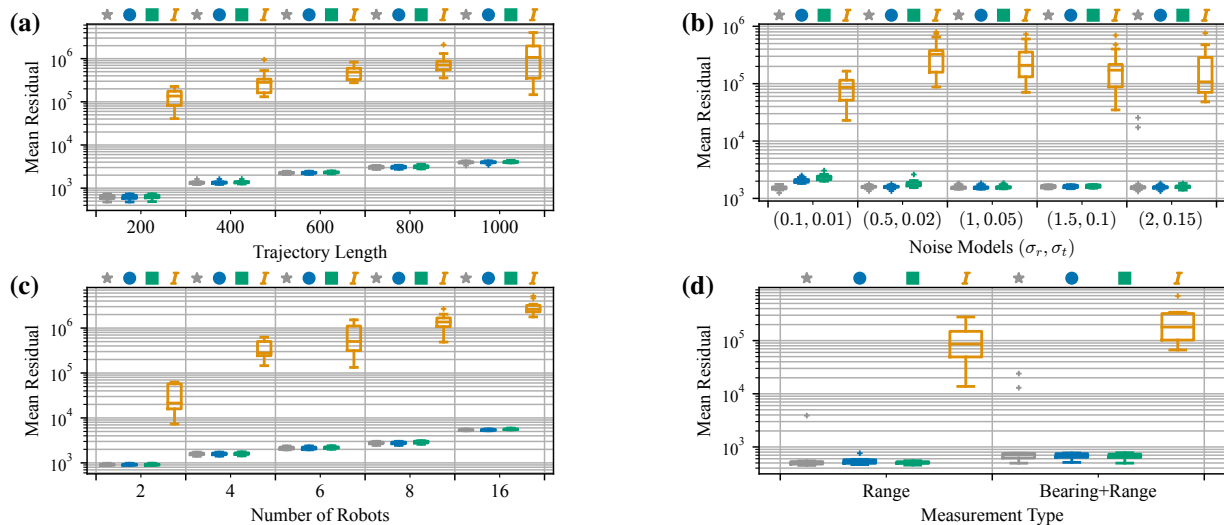 (a)
Mean Residual
10^6
10^5
10^4
10^3
200 400 600 800 1000
Trajectory Length
(b)
Mean Residual
10^6
10^5
10^4
10^3
(0.1, 0.01) (0.5, 0.02) (1, 0.05) (1.5, 0.1) (2, 0.15)
Noise Models (σ_r, σ_t)
(c)
Mean Residual
10^6
10^5
10^4
10^3
2 4 6 8 16
Number of Robots
(d)
Mean Residual
10^5
10^4
10^3
Range Bearing+Range
Measurement Type